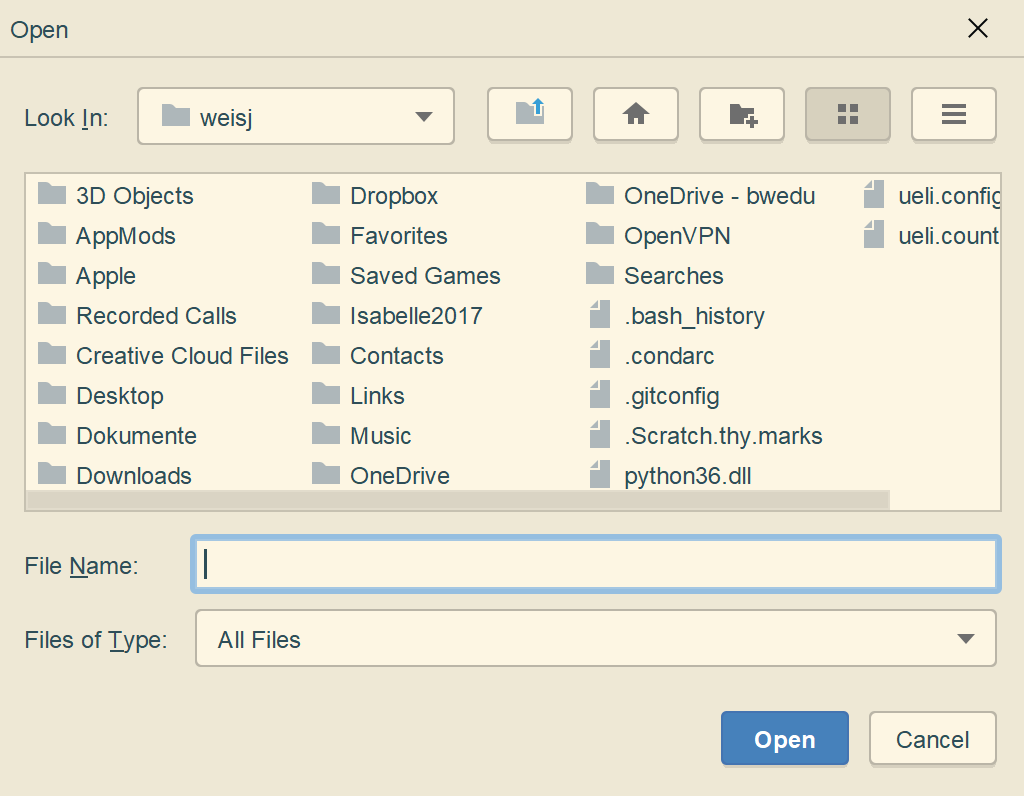 Open
Look In: weisj
3D Objects Dropbox OneDrive - bwedu ueli.config
AppMods Favorites OpenVPN ueli.count
Apple Saved Games Searches
Recorded Calls Isabelle2017 .bash_history
Creative Cloud Files Contacts .condarc
Desktop Links .gitconfig
Dokumente Music .Scratch.thy.marks
Downloads OneDrive python36.dll
File Name:
Files of Type: All Files
Open Cancel